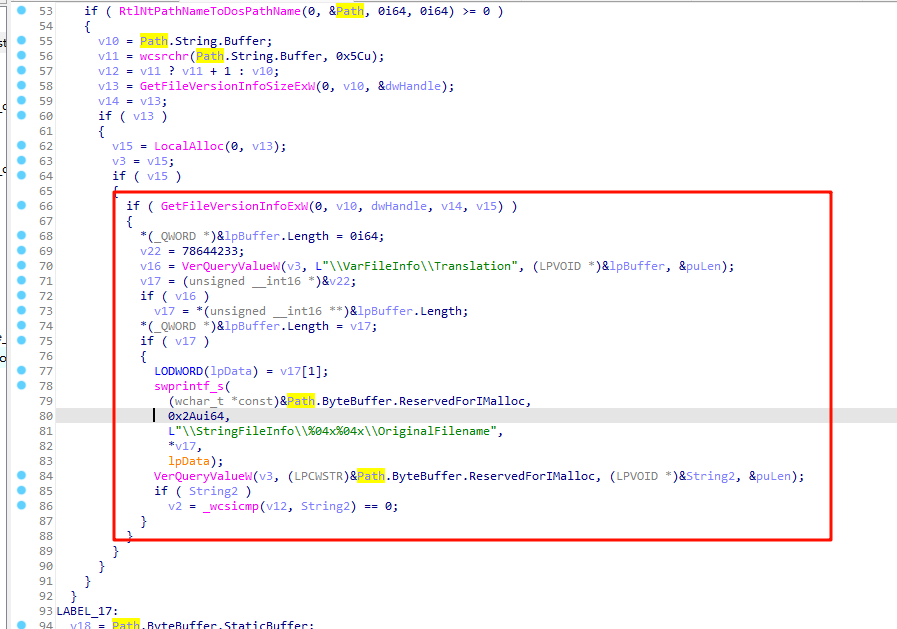 53 if ( RtlNtPathNameToDosPathName(0, &Path, 0i64, 0i64) >= 0 )
54 {
55 v10 = Path.String.Buffer;
56 v11 = wcsrchr(Path.String.Buffer, 0x5Cu);
57 v12 = v11 ? v11 + 1 : v10;
58 v13 = GetFileVersionInfoSizeExW(0, v10, &dwHandle);
59 v14 = v13;
60 if ( v13 )
61 {
62 v15 = LocalAlloc(0, v13);
63 v3 = v15;
64 if ( v15 )
65 {
66 if ( GetFileVersionInfoExW(0, v10, dwHandle, v14, v15) )
67 {
68 *(_QWORD *)&lpBuffer.Length = 0i64;
69 v22 = 78644233;
70 v16 = VerQueryValueW(v3, L"\\VarFileInfo\\Translation", (LPVOID *)&lpBuffer, &puLen);
71 v17 = (unsigned __int16 *)&v22;
72 if ( v16 )
73 v17 = *(unsigned __int16 **)&lpBuffer.Length;
74 *(_QWORD *)&lpBuffer.Length = v17;
75 if ( v17 )
76 {
77 LODWORD(lpData) = v17[1];
78 swprintf_s(
79 (wchar_t *const)&Path.ByteBuffer.ReservedForIMalloc,
80 0x2Aui64,
81 L"\\StringFileInfo\\%04x%04x\\OriginalFilename",
82 *v17,
83 lpData);
84 VerQueryValueW(v3, (LPCWSTR)&Path.ByteBuffer.ReservedForIMalloc, (LPVOID *)&String2, &puLen);
85 if ( String2 )
86 v2 = _wcsicmp(v12, String2) == 0;
87 }
88 }
89 }
90 }
91 }
92 }
93 LABEL_17:
94 v18 = Path.ByteBuffer.StaticBuffer;